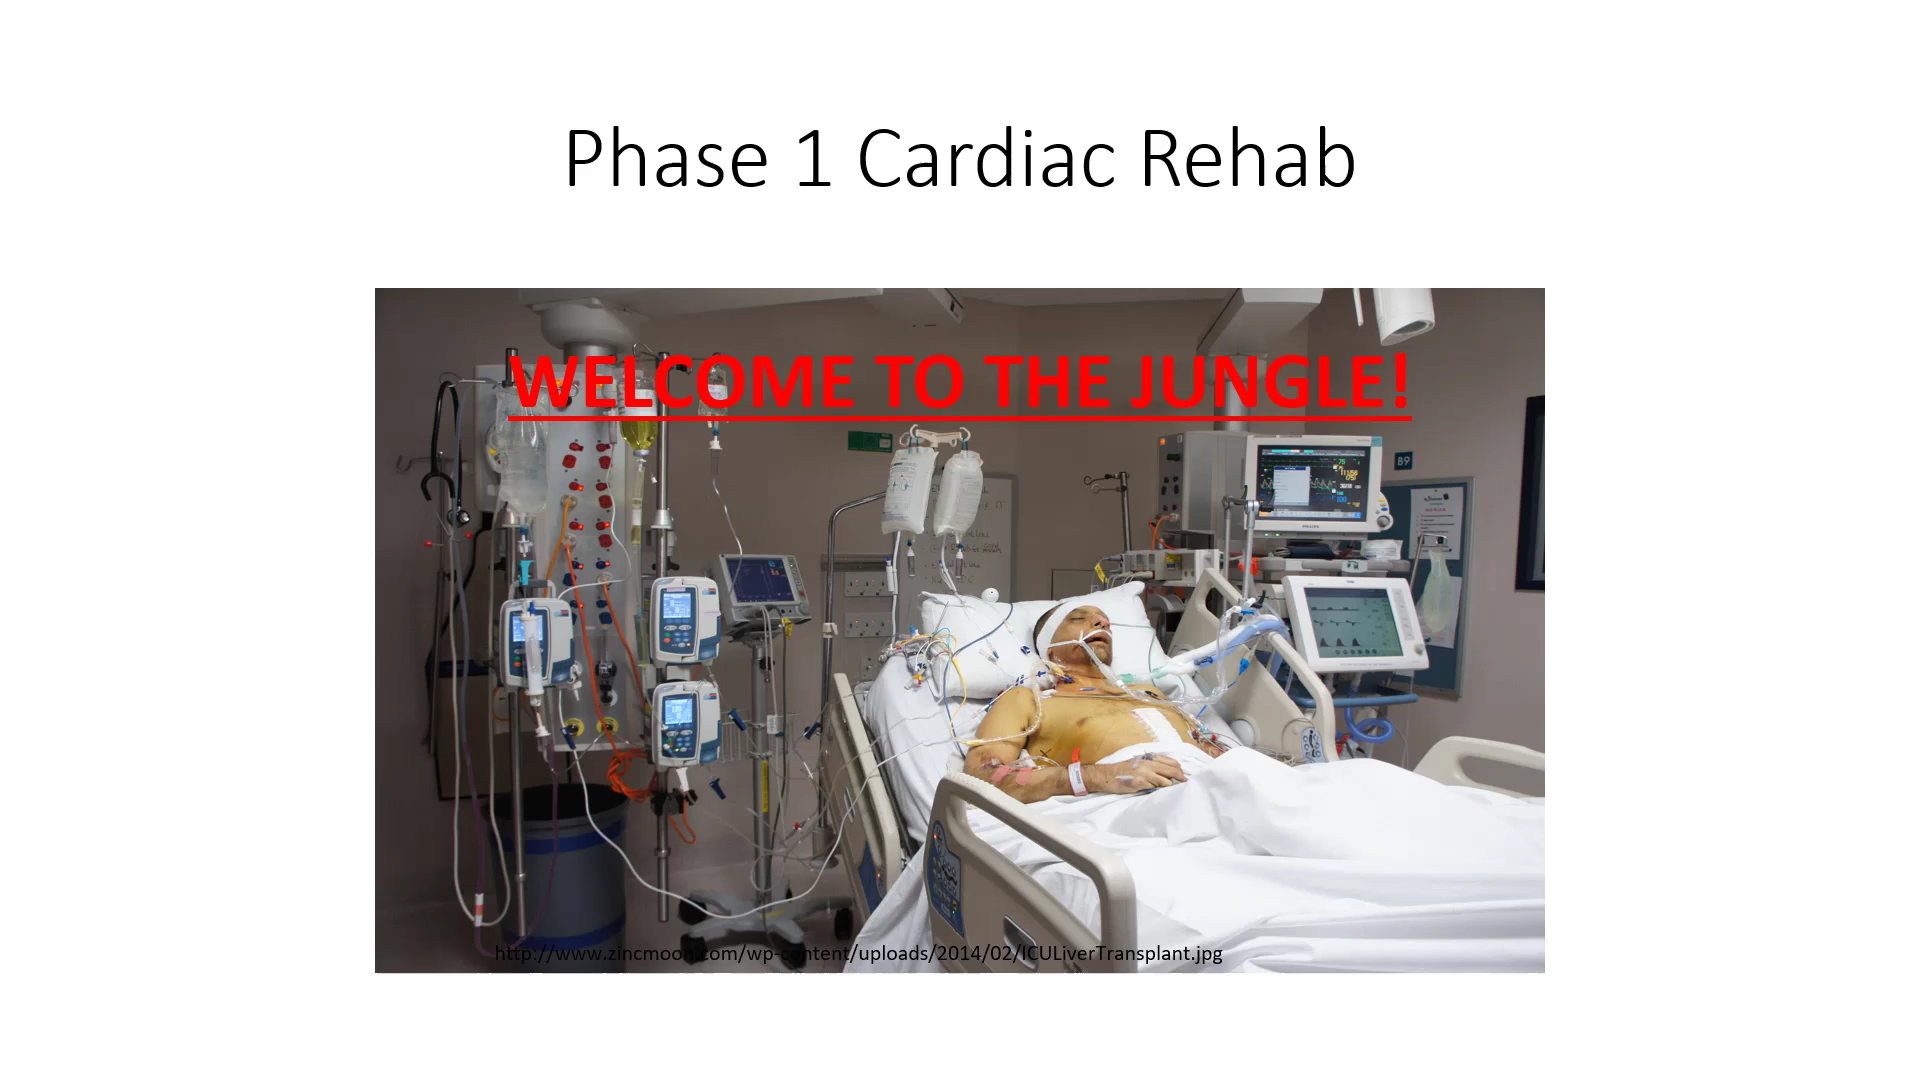 Phase 1 Cardiac Rehab
WELCOME TO THE JUNGLE!
B9
http://www.zincmoon.com/wp-content/uploads/2014/02/ICULiverTransplant.jpg